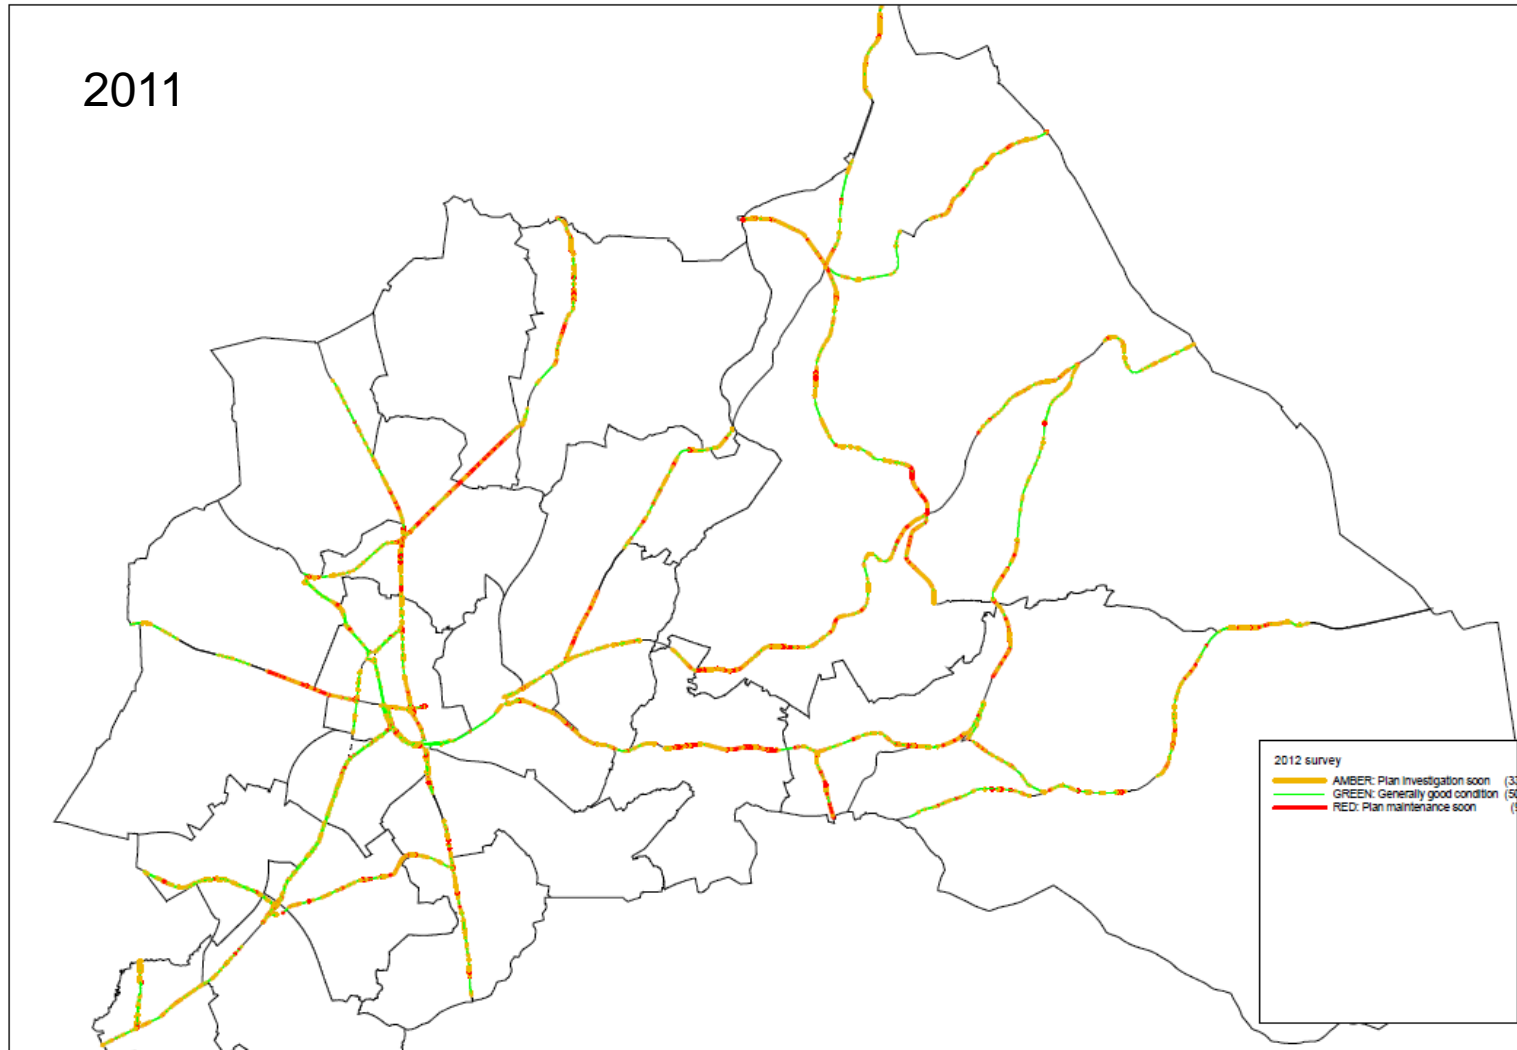 2011
2012 survey
AMBER: Plan Investigation soon
GREEN: Generally good condition
RED: Plan maintenance soon